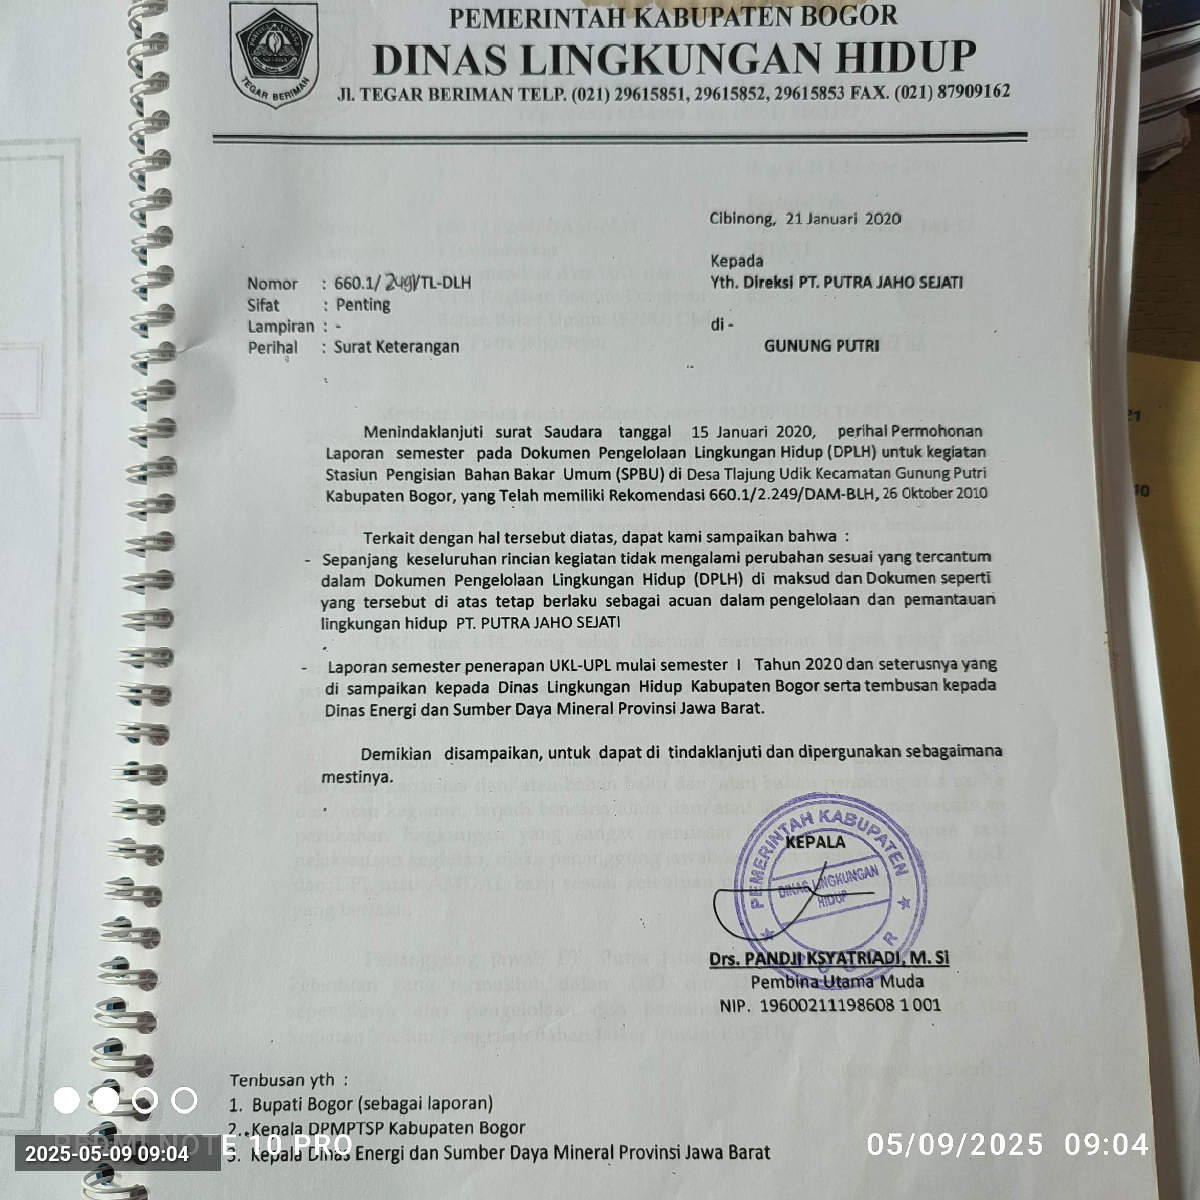 PEMERINTAH KABUPATEN BOGOR
DINAS LINGKUNGAN HIDUP
Jl. TEGAR BERIMAN TELP. (021) 29615851, 29615852, 29615853 FAX. (021) 87909162
TEGAR BERIMAN
Cibinong, 21 Januari 2020
Kepada
Yth. Direksi PT. PUTRA JAHO SEJATI
di -
GUNUNG PUTRI
Nomor : 660.1/249/TL-DLH
Sifat : Penting
Lampiran : -
Perihal : Surat Keterangan
Menindaklanjuti surat Saudara tanggal 15 Januari 2020, perihal Permohonan
Laporan semester pada Dokumen Pengelolaan Lingkungan Hidup (DPLH) untuk kegiatan
Stasiun Pengisian Bahan Bakar Umum (SPBU) di Desa Tlajung Udik Kecamatan Gunung Putri
Kabupaten Bogor, yang Telah memiliki Rekomendasi 660.1/2.249/DAM-BLH, 26 Oktober 2010
Terkait dengan hal tersebut diatas, dapat kami sampaikan bahwa :
- Sepanjang keseluruhan rincian kegiatan tidak mengalami perubahan sesuai yang tercantum
dalam Dokumen Pengelolaan Lingkungan Hidup (DPLH) di maksud dan Dokumen seperti
yang tersebut di atas tetap berlaku sebagai acuan dalam pengelolaan dan pemantauan
lingkungan hidup PT. PUTRA JAHO SEJATI
- Laporan semester penerapan UKL-UPL mulai semester I Tahun 2020 dan seterusnya yang
di sampaikan kepada Dinas Lingkungan Hidup Kabupaten Bogor serta tembusan kepada
Dinas Energi dan Sumber Daya Mineral Provinsi Jawa Barat.
Demikian disampaikan, untuk dapat di tindaklanjuti dan dipergunakan sebagaimana
mestinya.
KEPALA
PEMERINTAH KABUPATEN
DINAS LINGKUNGAN
HIDUP
BOGOR
Drs. PANDJI KSYATRIADI, M. Si
Pembina Utama Muda
NIP. 19600211198608 1 001
Tenbusan yth :
1. Bupati Bogor (sebagai laporan)
2. Kepala DPMPTSP Kabupaten Bogor
3. Kepala Dinas Energi dan Sumber Daya Mineral Provinsi Jawa Barat
21
10
REDMI NOTE 10 PRO
2025-05-09 09:04
05/09/2025 09:04